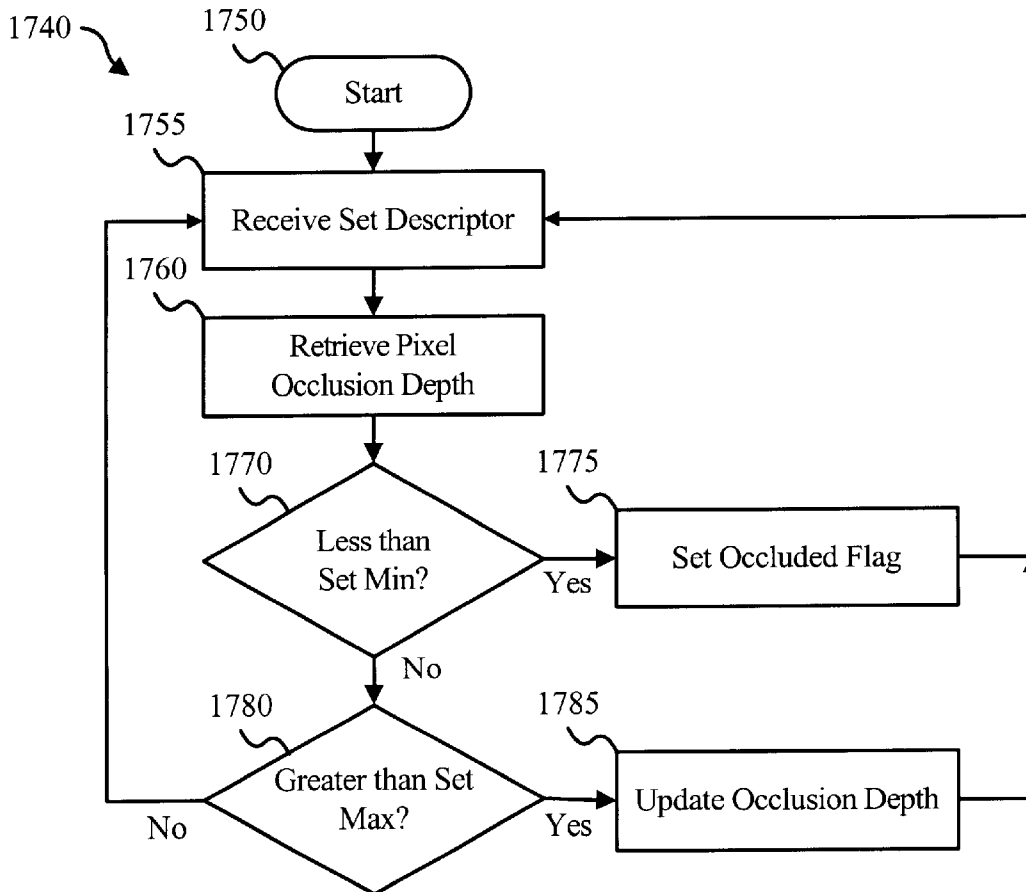 1740
1750
Start
1755
Receive Set Descriptor
1760
Retrieve Pixel
Occlusion Depth
1770
Less than
Set Min?
Yes
No
1775
Set Occluded Flag
1780
Greater than Set
Max?
No
Yes
1785
Update Occlusion Depth